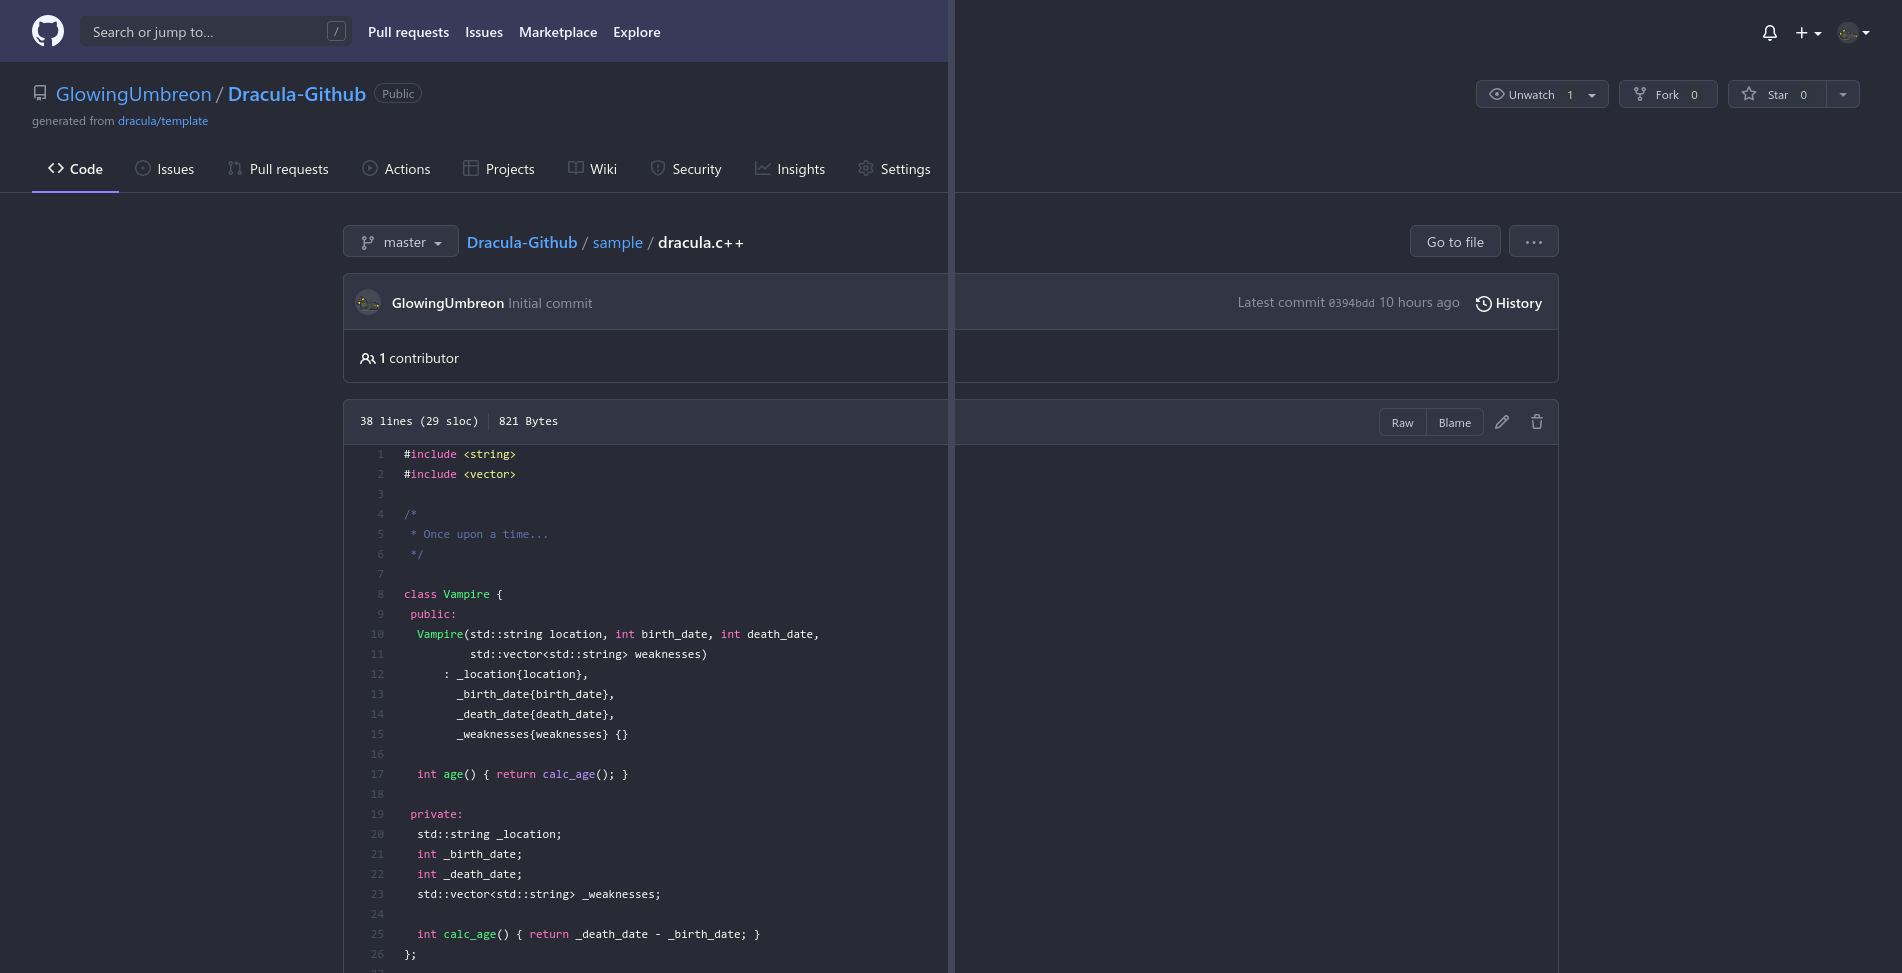 Search or jump to... / Pull requests Issues Marketplace Explore
GlowingUmbreon / Dracula-Github Public Unwatch 1 Fork 0 Star 0
generated from dracula/template
Code Issues Pull requests Actions Projects Wiki Security Insights Settings
master Dracula-Github / sample / dracula.c++ Go to file ...
GlowingUmbreon Initial commit Latest commit 0394bdd 10 hours ago History
1 contributor
38 lines (29 sloc) 821 Bytes Raw Blame
1 #include <string>
2 #include <vector>
3
4 /*
5  * Once upon a time...
6  */
7
8 class Vampire {
9  public:
10   Vampire(std::string location, int birth_date, int death_date,
11           std::vector<std::string> weaknesses)
12       : _location{location},
13         _birth_date{birth_date},
14         _death_date{death_date},
15         _weaknesses{weaknesses} {}
16
17   int age() { return calc_age(); }
18
19  private:
20   std::string _location;
21   int _birth_date;
22   int _death_date;
23   std::vector<std::string> _weaknesses;
24
25   int calc_age() { return _death_date - _birth_date; }
26 };
27